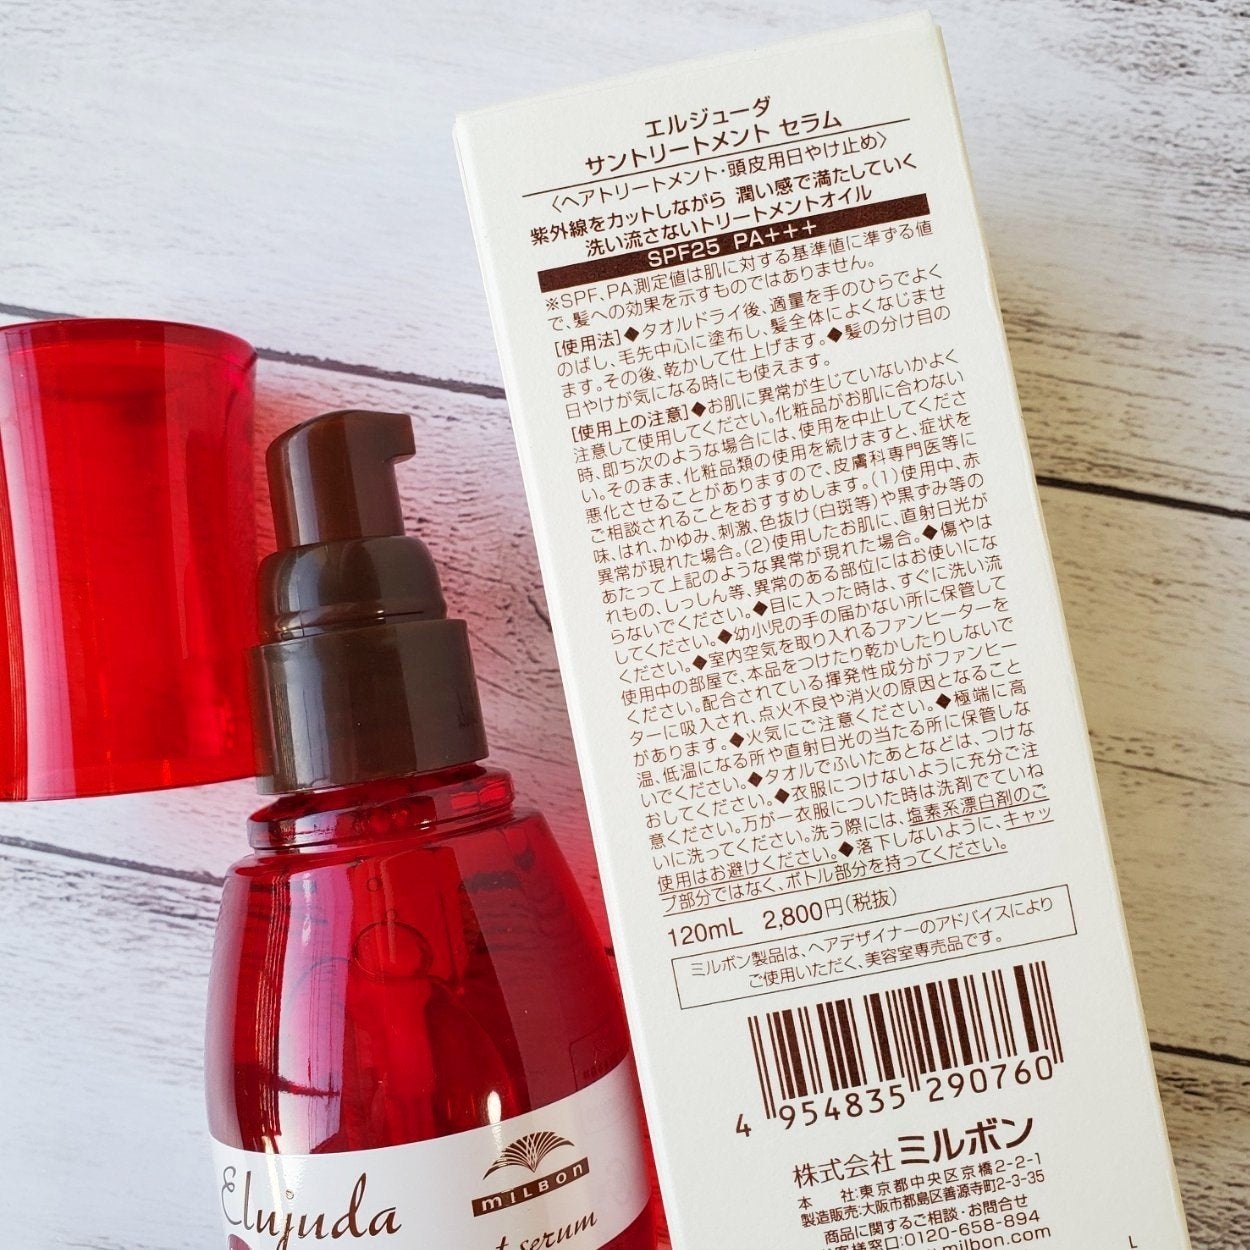 エルジューダ
サントリートメント セラム
〈ヘアトリートメント・頭皮用日やけ止め〉
紫外線をカットしながら 潤い感で満たしていく
洗い流さないトリートメントオイル
SPF25 PA+++
※SPF、PA測定値は肌に対する基準値に準ずる値
で、髪への効果を示すものではありません。
[使用法]◆タオルドライ後、適量を手のひらでよく
のばし、毛先中心に塗布し、髪全体によくなじませ
ます。その後、乾かして仕上げます。◆髪の分け目の
日やけが気になる時にも使えます。
[使用上の注意]◆お肌に異常が生じていないかよく
注意して使用してください。化粧品がお肌に合わない
時、即ち次のような場合には、使用を中止してくださ
い。そのまま、化粧品類の使用を続けますと、症状を
悪化させることがありますので、皮膚科専門医等に
ご相談されることをおすすめします。(1)使用中、赤
味、はれ、かゆみ、刺激、色抜け(白斑等)や黒ずみ等の
異常が現れた場合。(2)使用したお肌に、直射日光が
あたって上記のような異常が現れた場合。◆傷やは
れもの、しっしん等、異常のある部位にはお使いにな
らないでください。◆目に入った時は、すぐに洗い流
してください。◆幼小児の手の届かない所に保管して
ください。◆室内空気を取り入れるファンヒーターを
使用中の部屋で、本品をつけたり乾かしたりしないで
ください。配合されている揮発性成分がファンヒー
ターに吸入され、点火不良や消火の原因となること
があります。◆火気にご注意ください。◆極端に高
温、低温になる所や直射日光の当たる所に保管しな
いでください。◆タオルでふいたあとなどは、つけな
おしてください。◆衣服につけないように充分ご注
意ください。万が一衣服についた時は洗剤でていね
いに洗ってください。洗う際には、塩素系漂白剤のご
使用はお避けください。◆落下しないように、キャッ
プ部分ではなく、ボトル部分を持ってください。
120mL 2,800円(税抜)
ミルボン製品は、ヘアデザイナーのアドバイスにより
ご使用いただく、美容室専売品です。
4 954835 290760
株式会社 ミルボン
本 社:東京都中央区京橋2-2-1
製造販売:大阪市都島区善源寺町2-3-35
商品に関するご相談・お問合せ
お客様窓口:0120-658-894
www.milbon.com
L
Elujuda
MILBON
serum